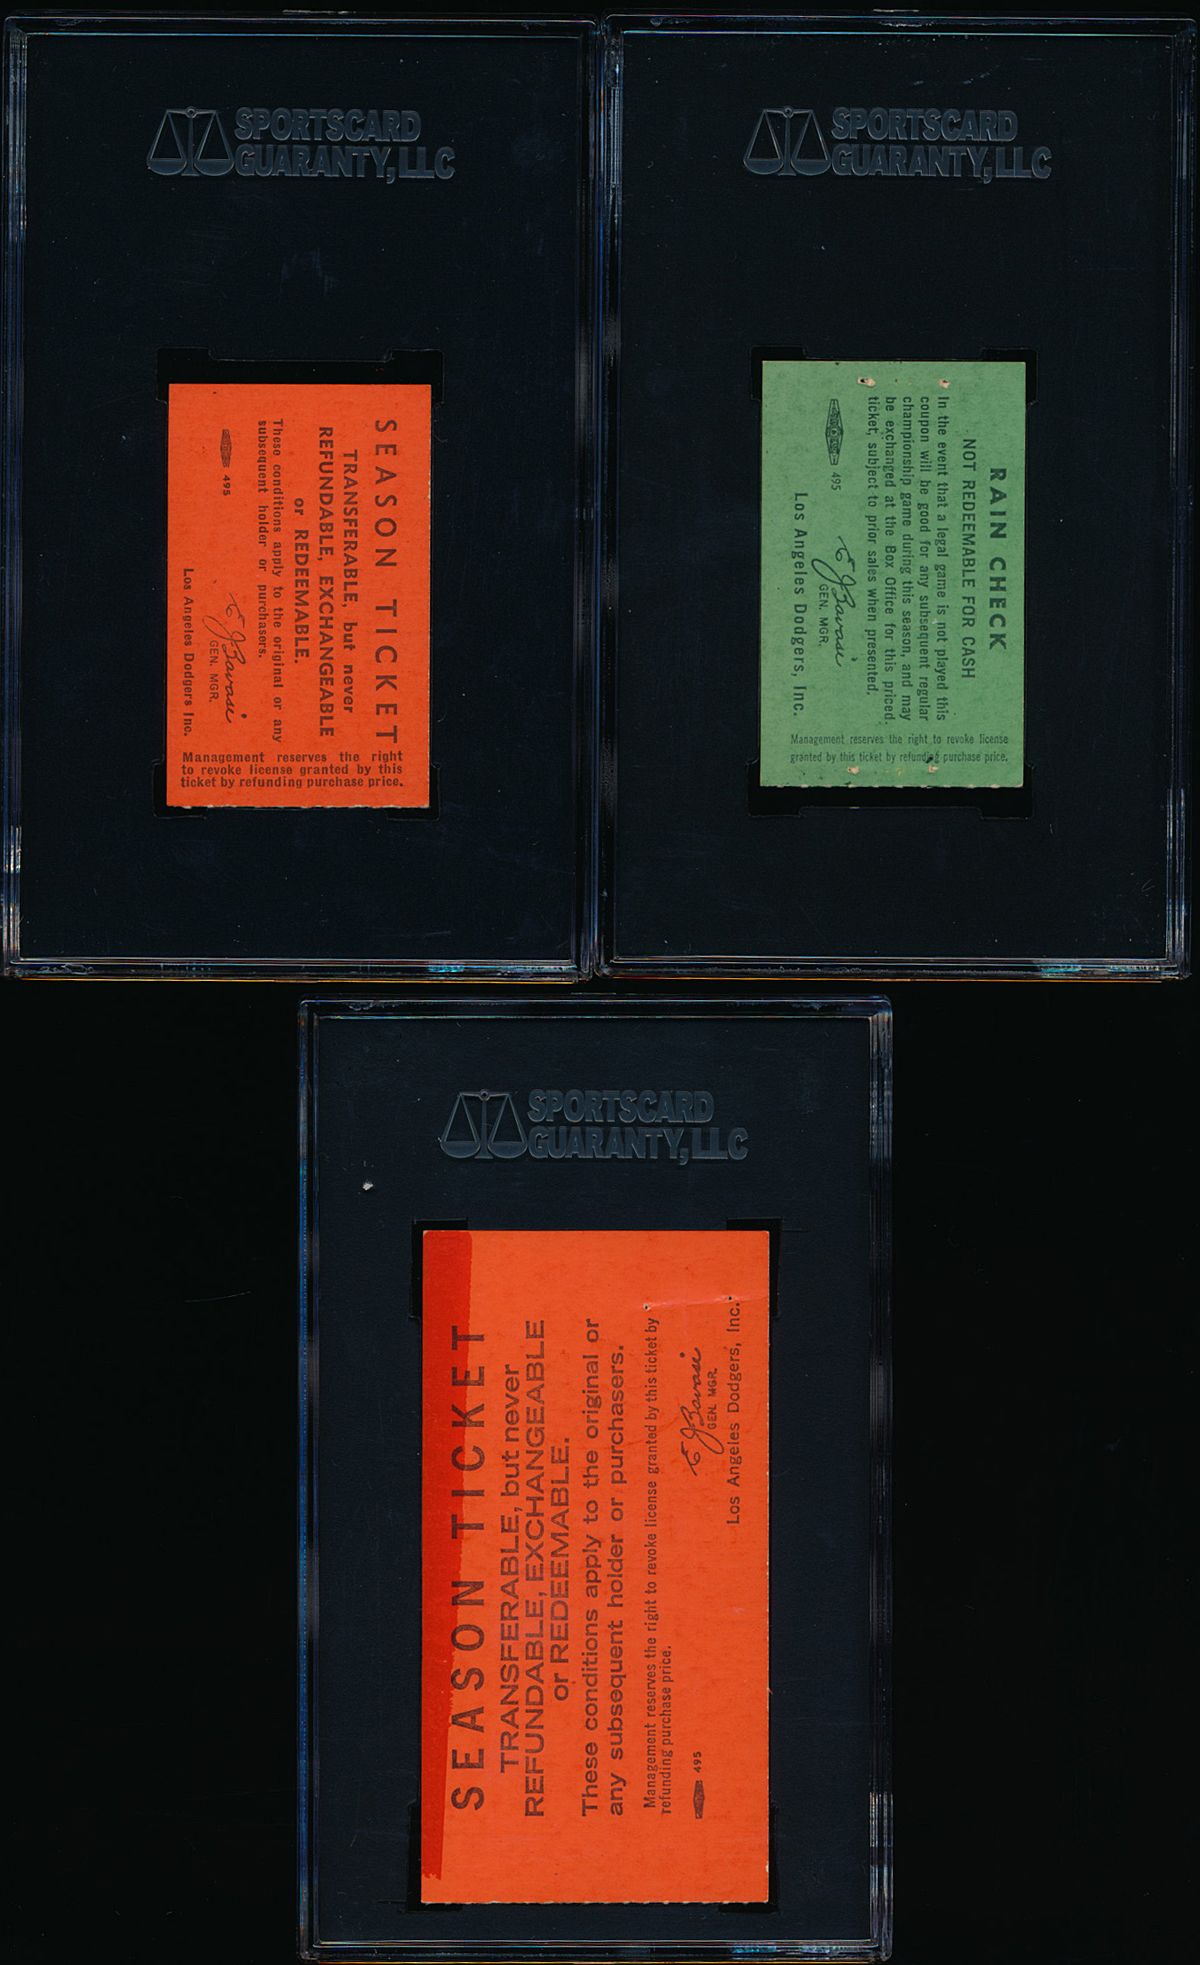 SPORTSCARD
GUARANTY, LLC
SEASON TICKET
TRANSFERABLE, but never
REFUNDABLE, EXCHANGEABLE
or REDEEMABLE.
These conditions apply to the original or any
subsequent holder or purchasers.
495
E J Bavasi
GEN. MGR.
Los Angeles Dodgers Inc.
Management reserves the right
to revoke license granted by this
ticket by refunding purchase price.
SPORTSCARD
GUARANTY, LLC
RAIN CHECK
NOT REDEEMABLE FOR CASH
In the event that a legal game is not played this
coupon will be good for any subsequent regular
championship game during this season, and may
be exchanged at the Box Office for this priced
ticket, subject to prior sales when presented.
495
E J Bavasi
GEN. MGR.
Los Angeles Dodgers, Inc.
Management reserves the right to revoke license
granted by this ticket by refunding purchase price.
SPORTSCARD
GUARANTY, LLC
SEASON TICKET
TRANSFERABLE, but never
REFUNDABLE, EXCHANGEABLE
or REDEEMABLE.
These conditions apply to the original or
any subsequent holder or purchasers.
Management reserves the right to revoke license granted by this ticket by
refunding purchase price.
495
E J Bavasi
GEN. MGR.
Los Angeles Dodgers, Inc.